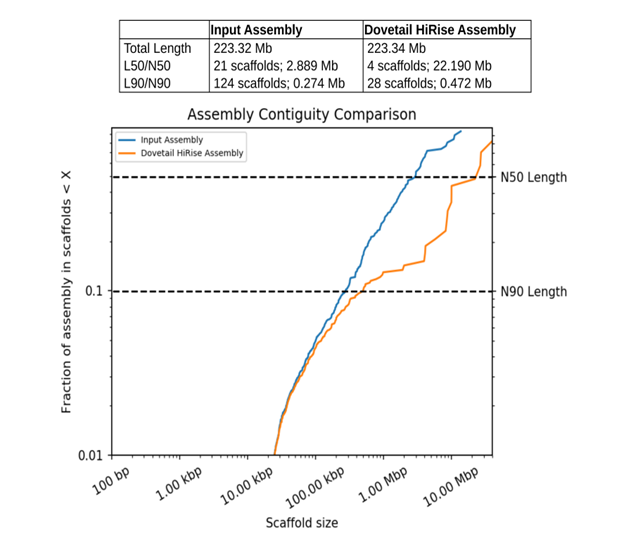 Input Assembly Dovetail HiRise Assembly
Total Length 223.32 Mb 223.34 Mb
L50/N50 21 scaffolds; 2.889 Mb 4 scaffolds; 22.190 Mb
L90/N90 124 scaffolds; 0.274 Mb 28 scaffolds; 0.472 Mb
Assembly Contiguity Comparison
Input Assembly
Dovetail HiRise Assembly
N50 Length
N90 Length
Fraction of assembly in scaffolds < X
0.1
0.01
100 bp 1.00 kbp 10.00 kbp 100.00 kbp 1.00 Mbp 10.00 Mbp
Scaffold size